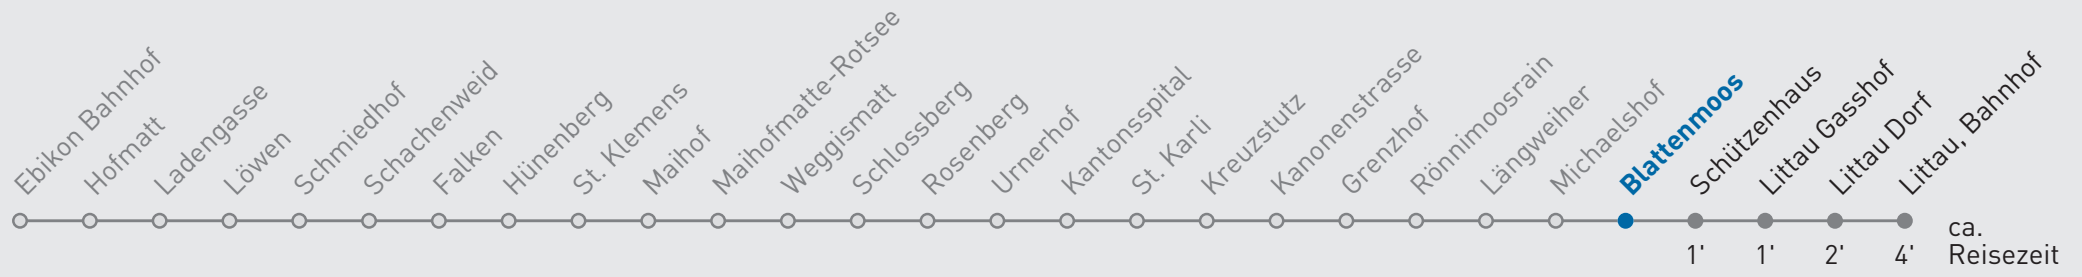 Ebikon Bahnhof
Hofmatt
Ladengasse
Löwen
Schmiedhof
Schachenweid
Falken
Hünenberg
St. Klemens
Maihof
Maihofmatte-Rotsee
Weggismatt
Schlossberg
Rosenberg
Urnerhof
Kantonsspital
St. Karli
Kreuzstutz
Kanonenstrasse
Grenzhof
Rönnimoosrain
Längweiher
Michaelshof
Blattenmoos
Schützenhaus
Littau Gasshof
Littau Dorf
Littau, Bahnhof
ca.
1' 1' 2' 4' Reisezeit